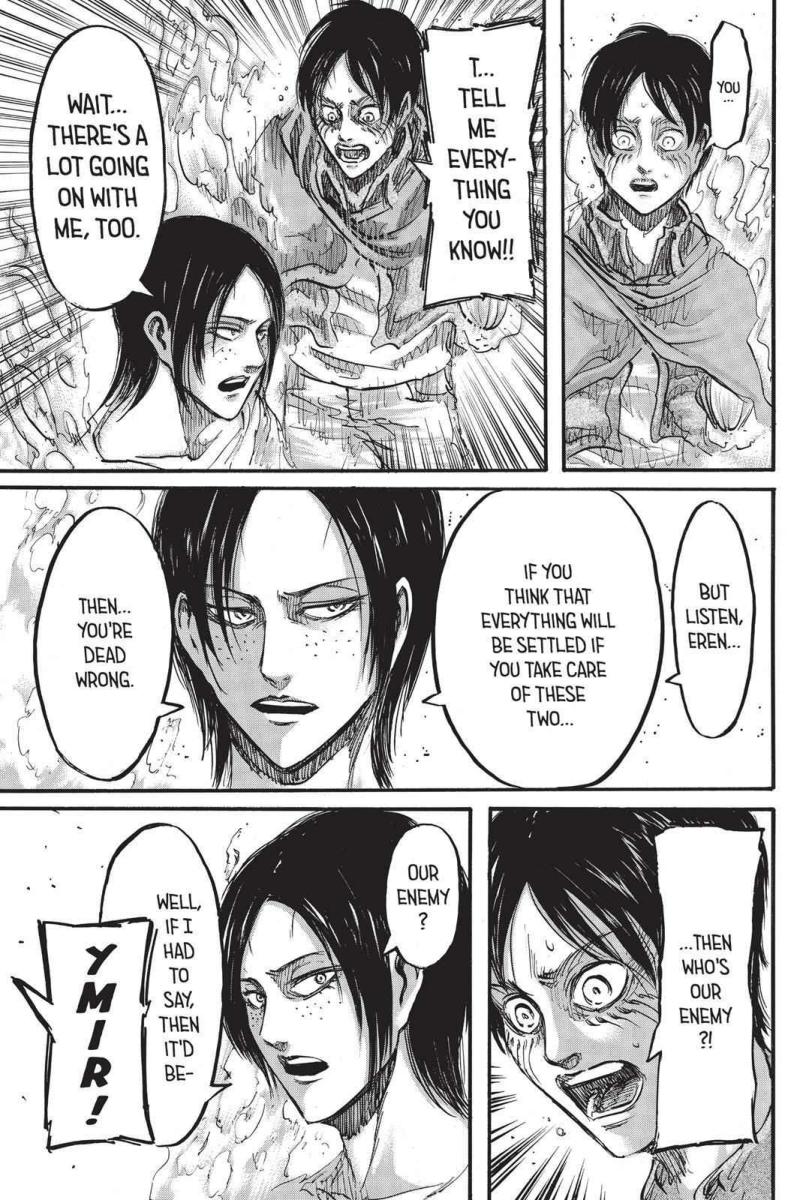 YOU
...
T...
TELL
ME
EVERY-
THING
YOU
KNOW!!
WAIT...
THERE'S A
LOT GOING
ON WITH
ME, TOO.
BUT
LISTEN,
EREN...
IF YOU
THINK THAT
EVERYTHING WILL
BE SETTLED IF
YOU TAKE CARE
OF THESE
TWO...
THEN...
YOU'RE
DEAD
WRONG.
...THEN
WHO'S
OUR
ENEMY
?!
OUR
ENEMY
?
WELL,
IF I
HAD
TO
SAY,
THEN
IT'D
BE-
YMIR!